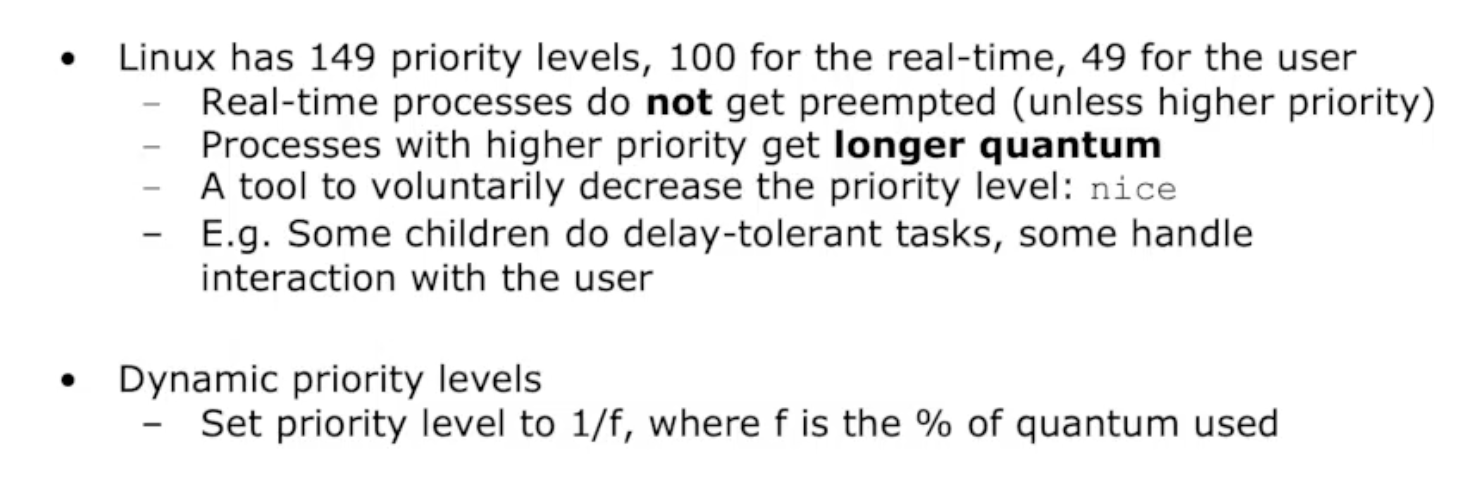 • Linux has 149 priority levels, 100 for the real-time, 49 for the user
– Real-time processes do not get preempted (unless higher priority)
– Processes with higher priority get longer quantum
– A tool to voluntarily decrease the priority level: nice
– E.g. Some children do delay-tolerant tasks, some handle
interaction with the user
• Dynamic priority levels
– Set priority level to 1/f, where f is the % of quantum used